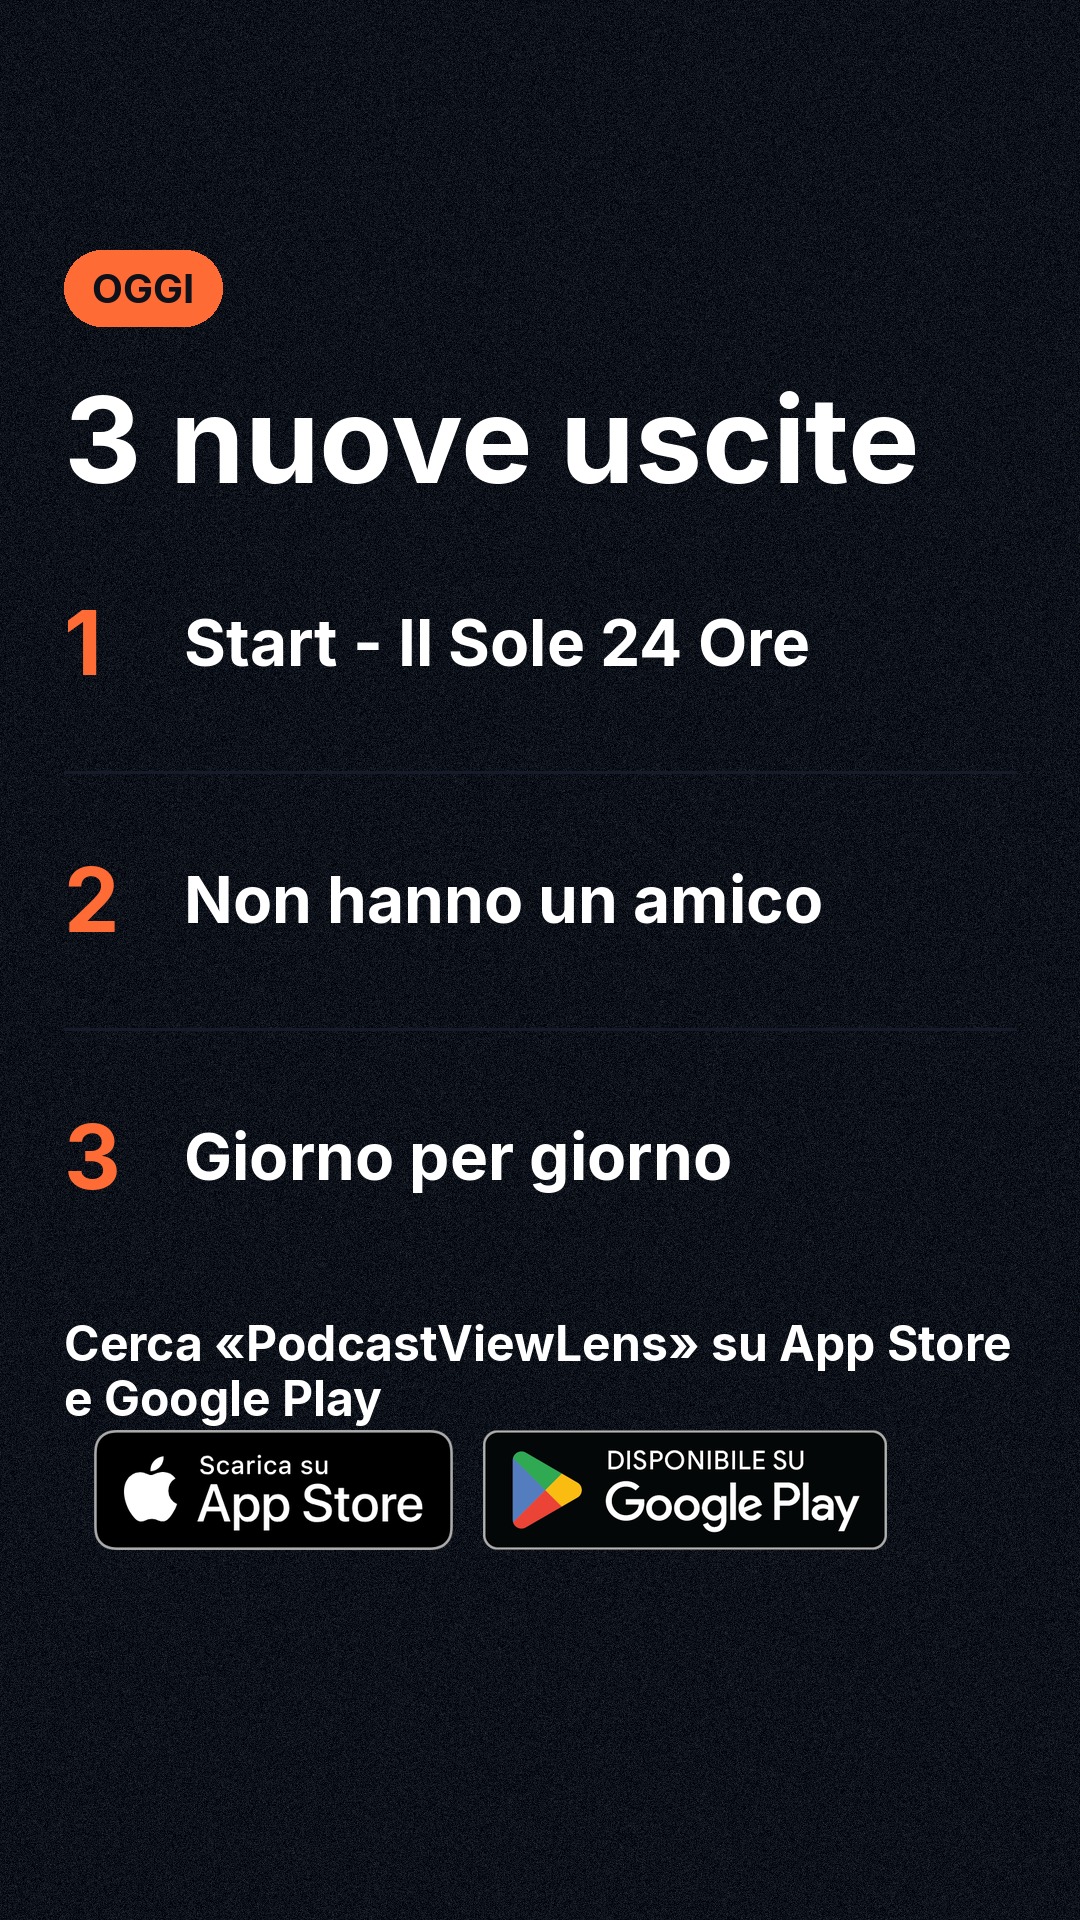 OGGI
3 nuove uscite
1 Start - Il Sole 24 Ore
2 Non hanno un amico
3 Giorno per giorno
Cerca «PodcastViewLens» su App Store
e Google Play
Scarica su
App Store
DISPONIBILE SU
Google Play